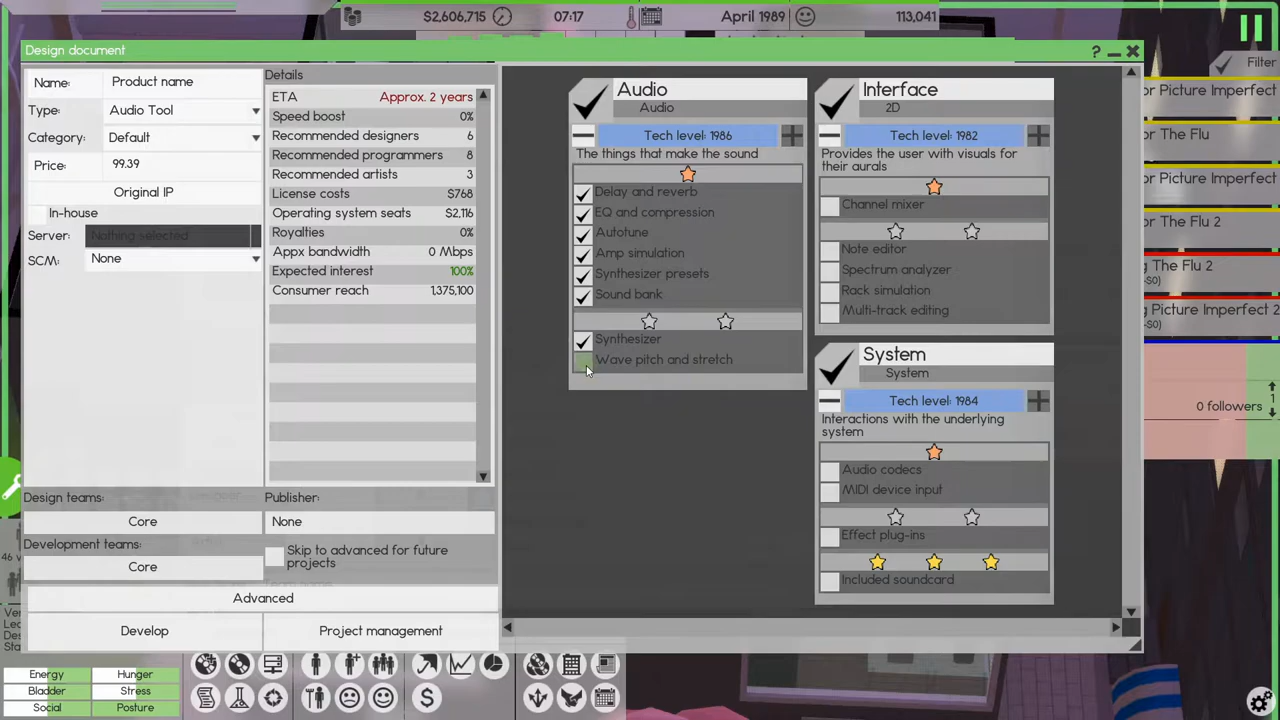 $2,606,715
07:17
April 1989
113,041
Design document
?
Filter
Name:
Product name
Type:
Audio Tool
Category:
Default
Price:
99.39
Original IP
In-house
Server:
Nothing selected
SCM:
None
Details
ETA
Approx. 2 years
Speed boost
0%
Recommended designers
6
Recommended programmers
8
Recommended artists
3
License costs
$768
Operating system seats
$2,116
Royalties
0%
Appx bandwidth
0 Mbps
Expected interest
100%
Consumer reach
1,375,100
Design teams:
Core
Development teams:
Core
Publisher:
None
Skip to advanced for future
projects
Advanced
Develop
Project management
Audio
Audio
Tech level: 1986
The things that make the sound
Delay and reverb
EQ and compression
Autotune
Amp simulation
Synthesizer presets
Sound bank
Synthesizer
Wave pitch and stretch
Interface
2D
Tech level: 1982
Provides the user with visuals for
their aurals
Channel mixer
Note editor
Spectrum analyzer
Rack simulation
Multi-track editing
System
System
Tech level: 1984
Interactions with the underlying
system
Audio codecs
MIDI device input
Effect plug-ins
Included soundcard
or Picture Imperfect
or The Flu
or Picture Imperfect
or The Flu 2
g The Flu 2
-$0)
g Picture Imperfect 2
-$0)
0 followers
1
Energy
Hunger
Bladder
Stress
Social
Posture